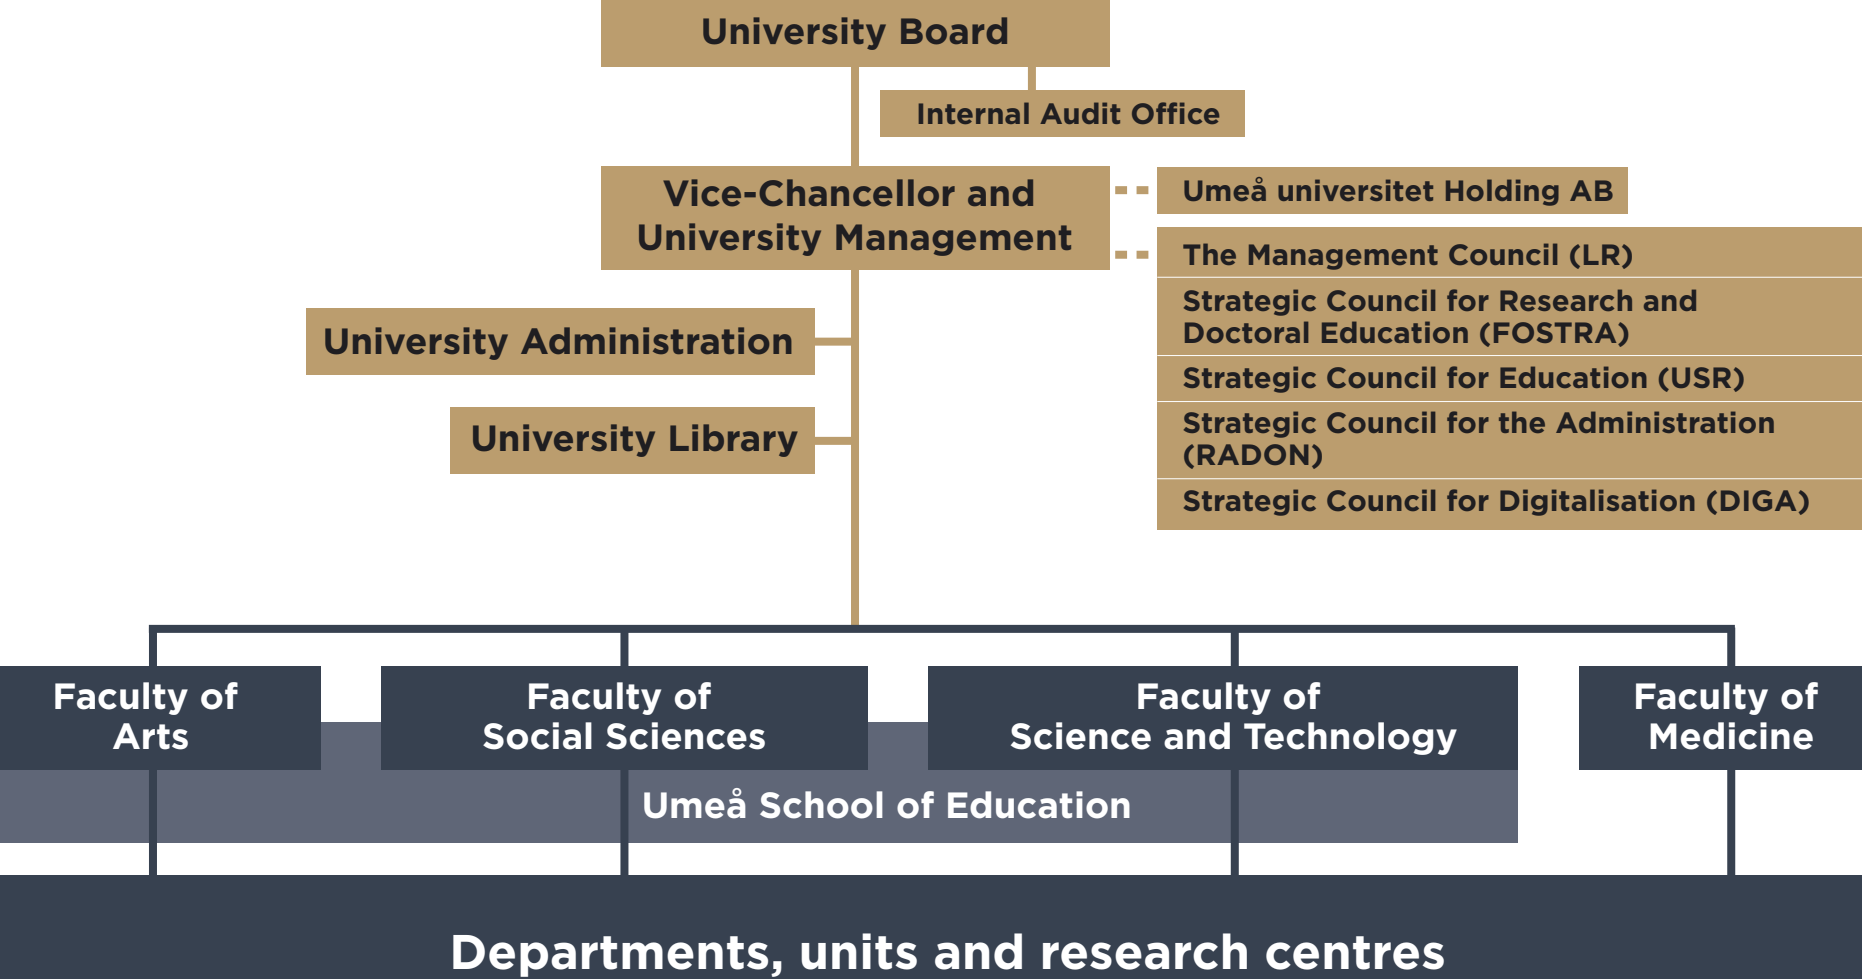 University Board
Internal Audit Office
Vice-Chancellor and
University Management
Umeå universitet Holding AB
The Management Council (LR)
Strategic Council for Research and
Doctoral Education (FOSTRA)
Strategic Council for Education (USR)
Strategic Council for the Administration
(RADON)
Strategic Council for Digitalisation (DIGA)
University Administration
University Library
Faculty of
Arts
Faculty of
Social Sciences
Faculty of
Science and Technology
Faculty of
Medicine
Umeå School of Education
Departments, units and research centres